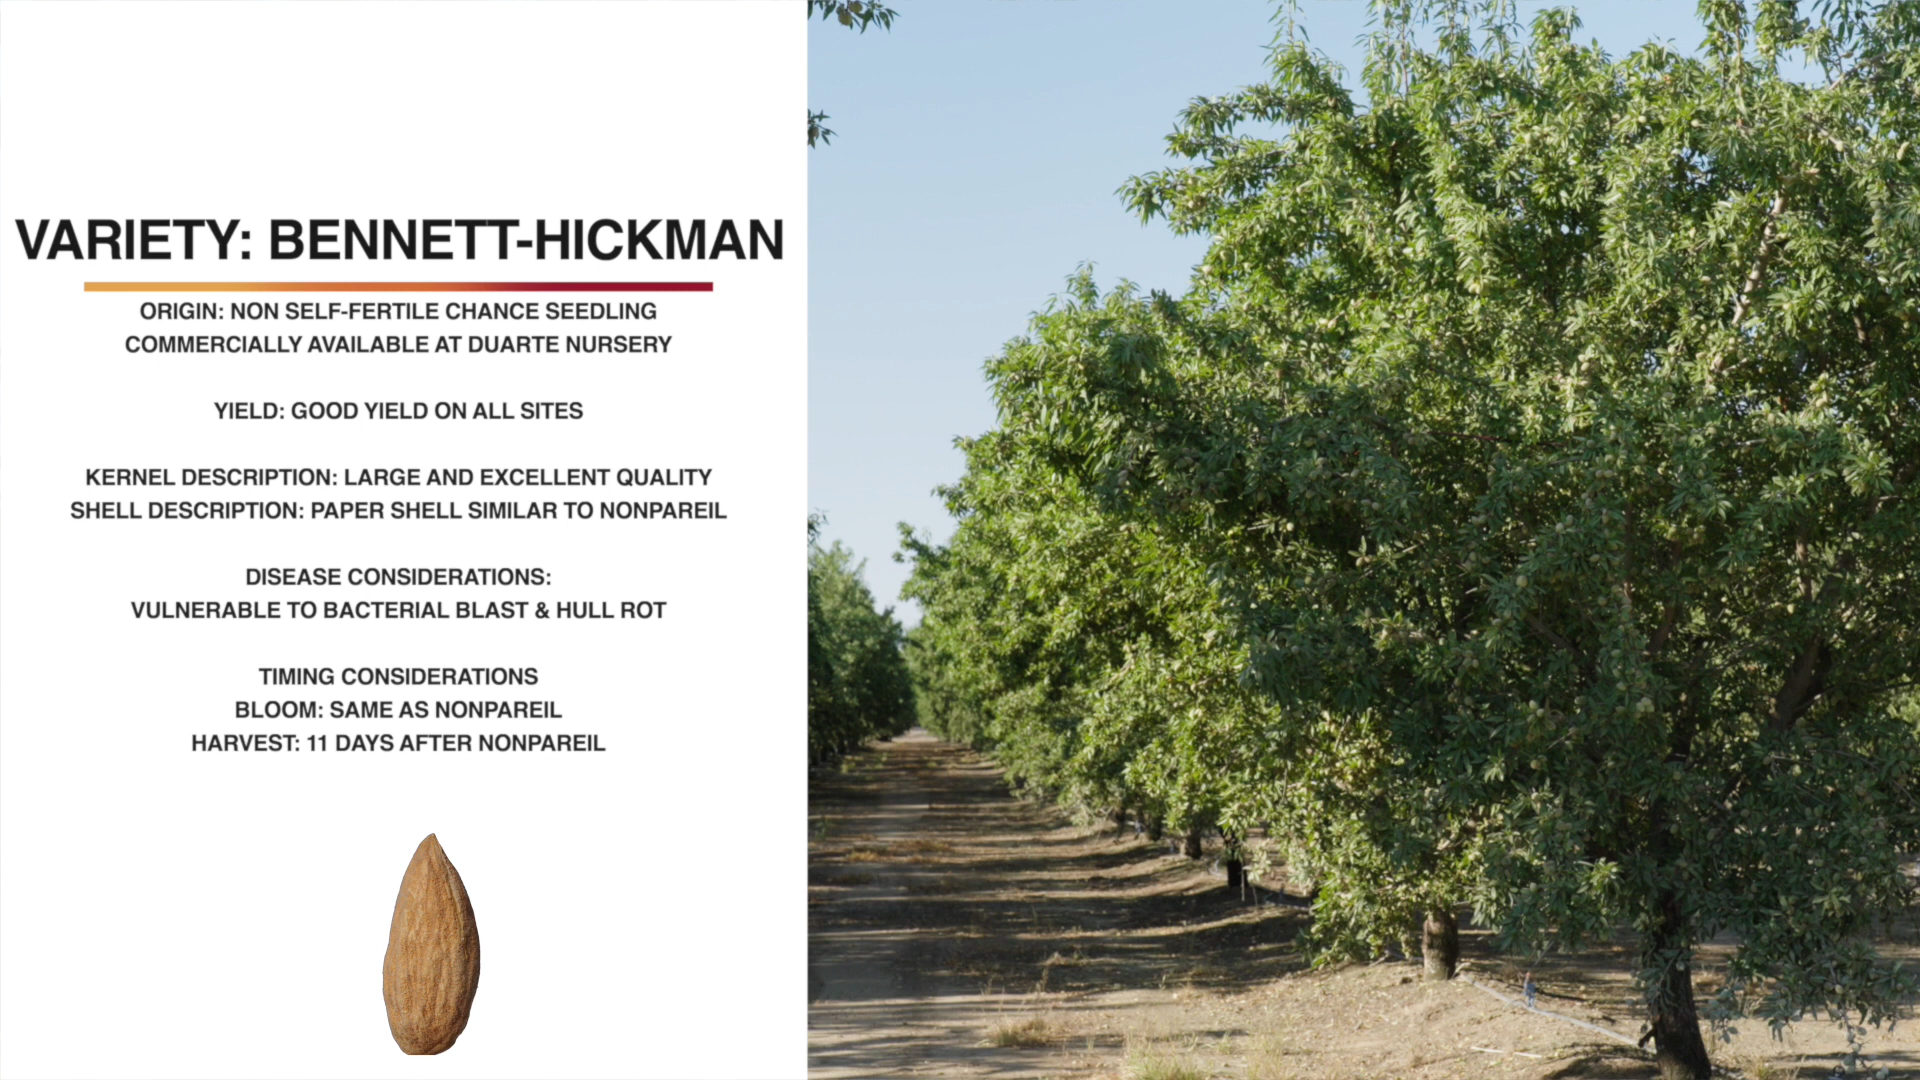 VARIETY: BENNETT-HICKMAN
ORIGIN: NON SELF-FERTILE CHANCE SEEDLING
COMMERCIALLY AVAILABLE AT DUARTE NURSERY
YIELD: GOOD YIELD ON ALL SITES
KERNEL DESCRIPTION: LARGE AND EXCELLENT QUALITY
SHELL DESCRIPTION: PAPER SHELL SIMILAR TO NONPAREIL
DISEASE CONSIDERATIONS:
VULNERABLE TO BACTERIAL BLAST & HULL ROT
TIMING CONSIDERATIONS
BLOOM: SAME AS NONPAREIL
HARVEST: 11 DAYS AFTER NONPAREIL